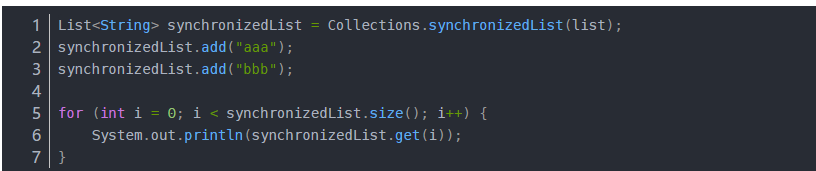 1 List<String> synchronizedList = Collections.synchronizedList(list);
2 synchronizedList.add("aaa");
3 synchronizedList.add("bbb");
4
5 for (int i = 0; i < synchronizedList.size(); i++) {
6     System.out.println(synchronizedList.get(i));
7 }